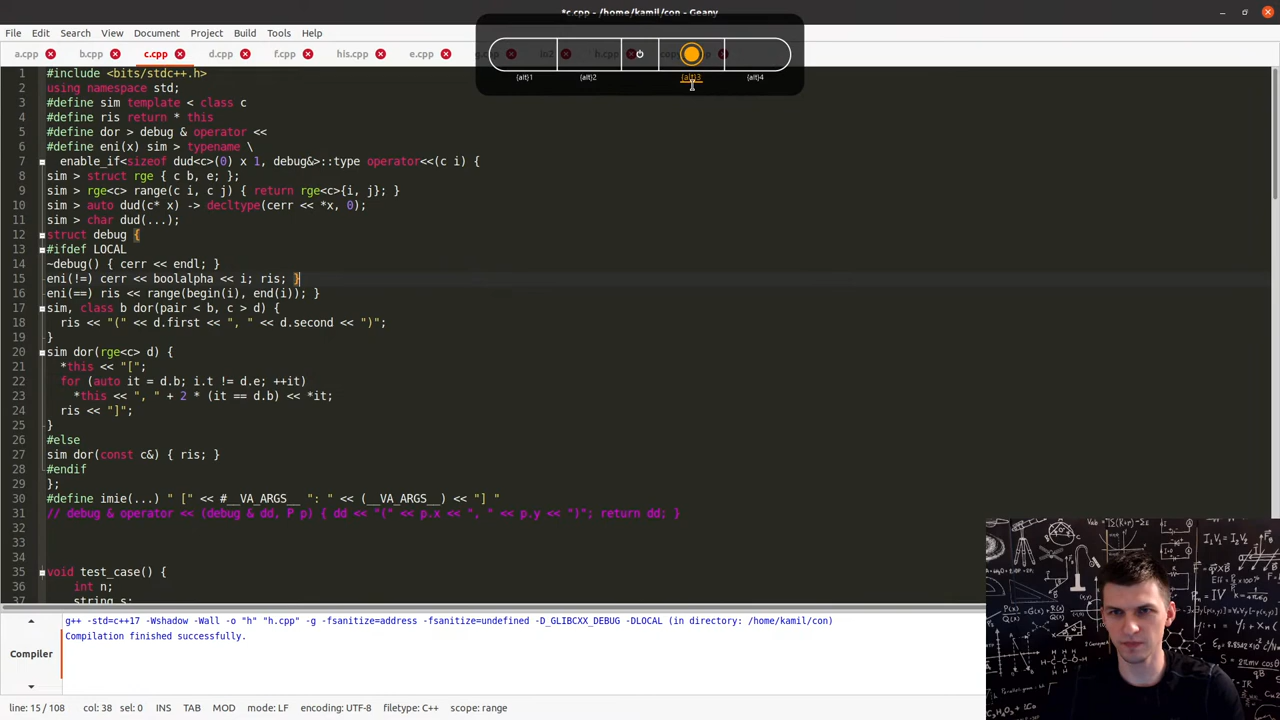 *c.cpp - /home/kamil/con - Geany
File Edit Search View Document Project Build Tools Help
a.cpp b.cpp c.cpp d.cpp f.cpp his.cpp e.cpp
{alt}1 {alt}2 {alt}3 {alt}4
1 #include <bits/stdc++.h>
2 using namespace std;
3 #define sim template < class c
4 #define ris return * this
5 #define dor > debug & operator <<
6 #define eni(x) sim > typename \
7 enable_if<sizeof dud<c>(0) x 1, debug&>::type operator<<(c i) {
8 sim > struct rge { c b, e; };
9 sim > rge<c> range(c i, c j) { return rge<c>{i, j}; }
10 sim > auto dud(c* x) -> decltype(cerr << *x, 0);
11 sim > char dud(...);
12 struct debug {
13 #ifdef LOCAL
14 ~debug() { cerr << endl; }
15 eni(!=) cerr << boolalpha << i; ris; }
16 eni(==) ris << range(begin(i), end(i)); }
17 sim, class b dor(pair < b, c > d) {
18 ris << "(" << d.first << ", " << d.second << ")";
19 }
20 sim dor(rge<c> d) {
21 *this << "[";
22 for (auto it = d.b; i.t != d.e; ++it)
23 *this << ", " + 2 * (it == d.b) << *it;
24 ris << "]";
25 }
26 #else
27 sim dor(const c&) { ris; }
28 #endif
29 };
30 #define imie(...) " [" << #__VA_ARGS__ ": " << (__VA_ARGS__) << "] "
31 // debug & operator << (debug & dd, P p) { dd << "(" << p.x << ", " << p.y << ")"; return dd; }
32
33
34
35 void test_case() {
36 int n;
37 string s;
g++ -std=c++17 -Wshadow -Wall -o "h" "h.cpp" -g -fsanitize=address -fsanitize=undefined -D_GLIBCXX_DEBUG -DLOCAL (in directory: /home/kamil/con)
Compilation finished successfully.
Compiler
line: 15 / 108 col: 38 sel: 0 INS TAB MOD mode: LF encoding: UTF-8 filetype: C++ scope: range